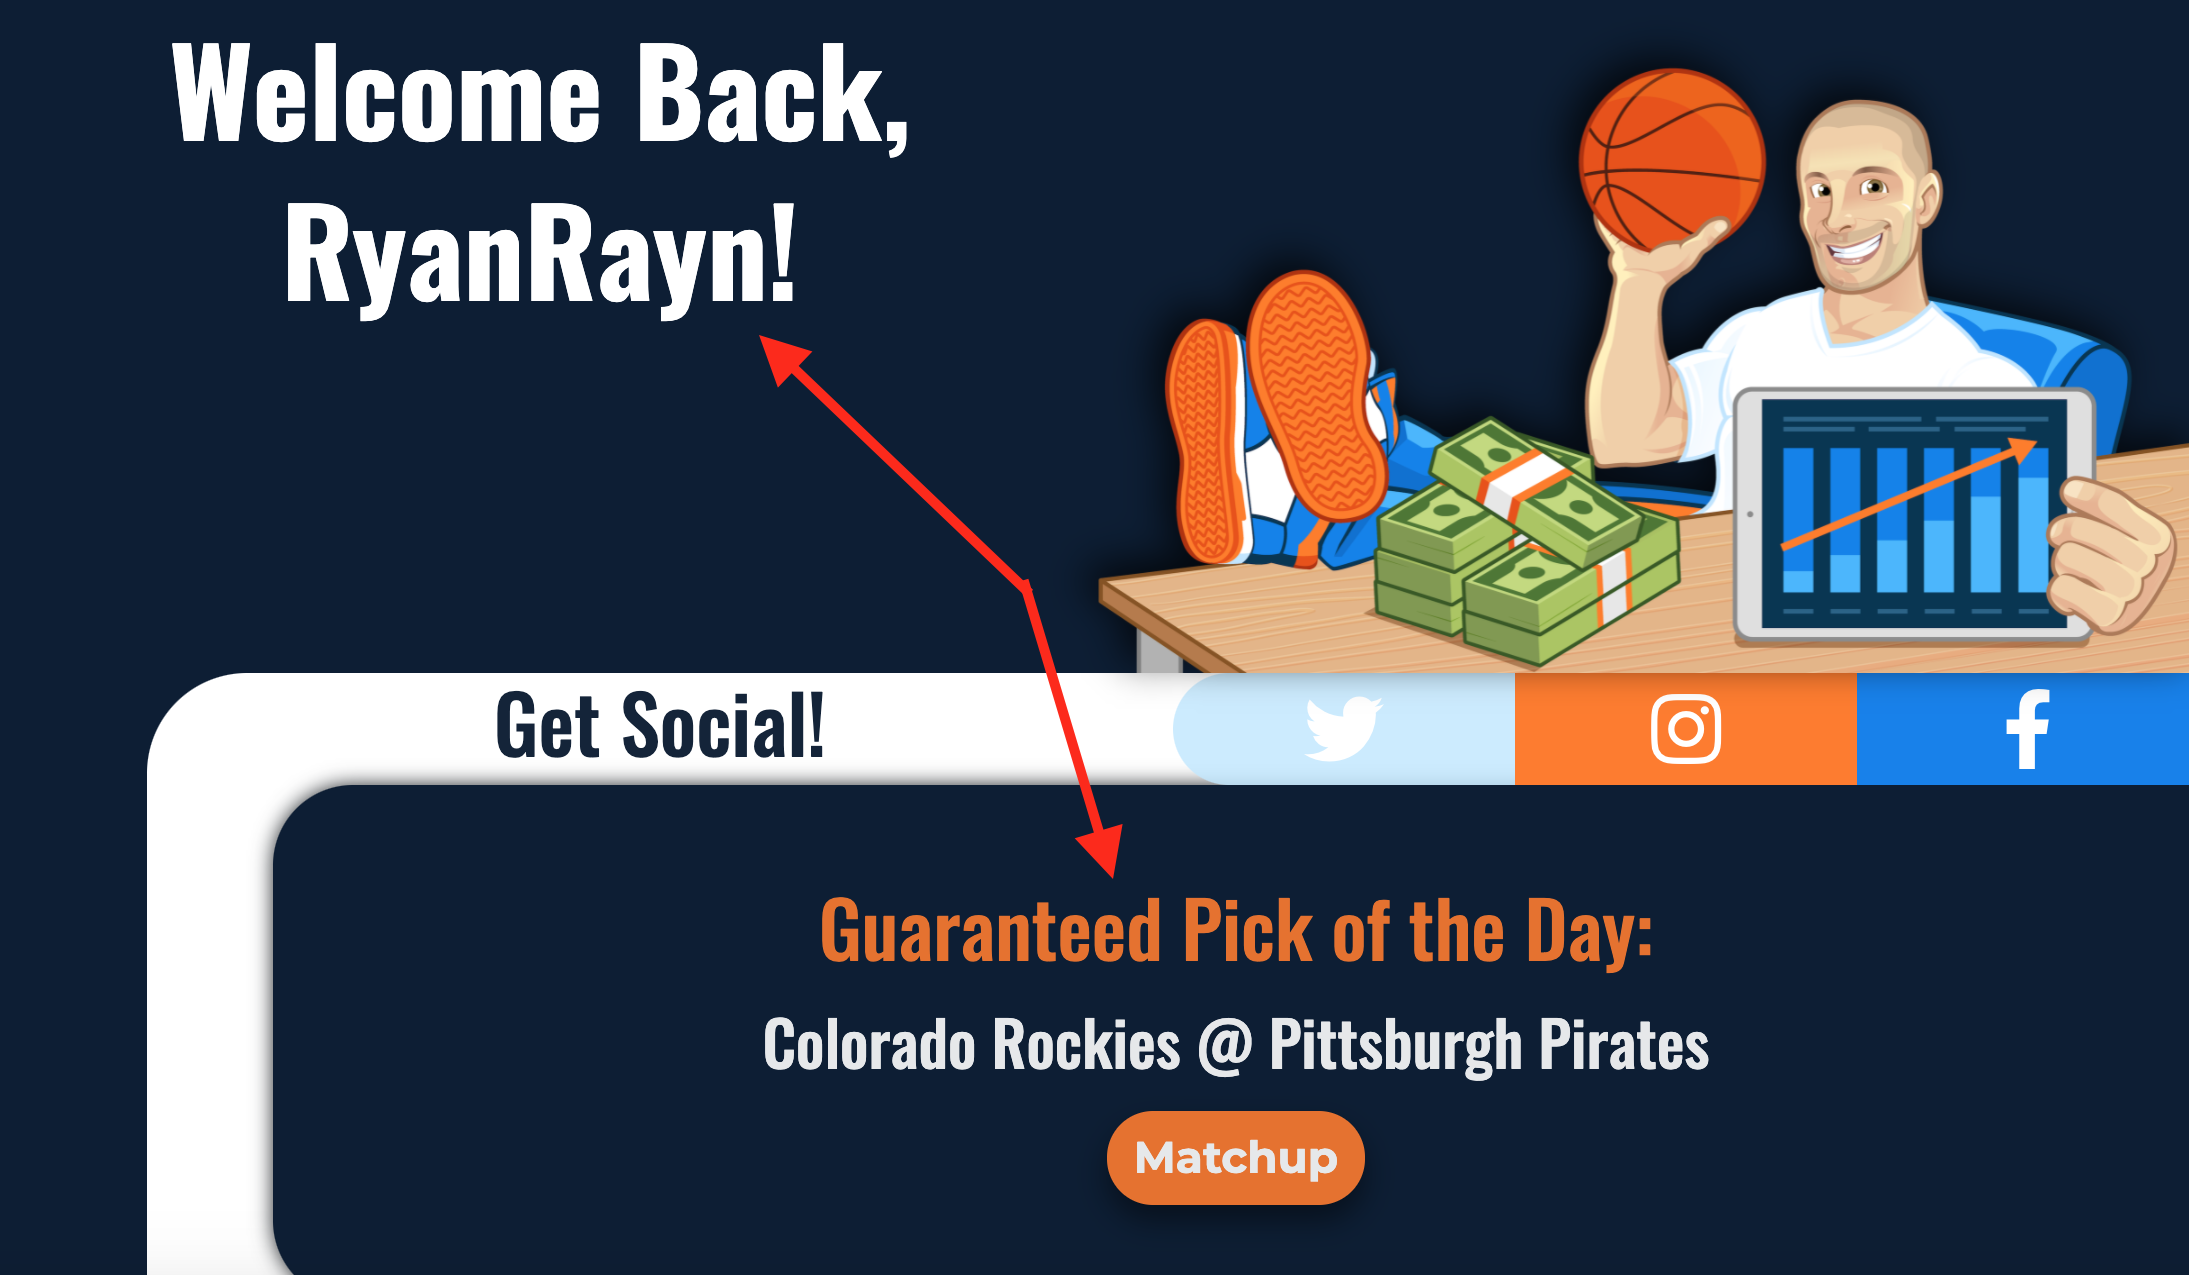 Welcome Back,
RyanRayn!
Get Social!
Guaranteed Pick of the Day:
Colorado Rockies @ Pittsburgh Pirates
Matchup